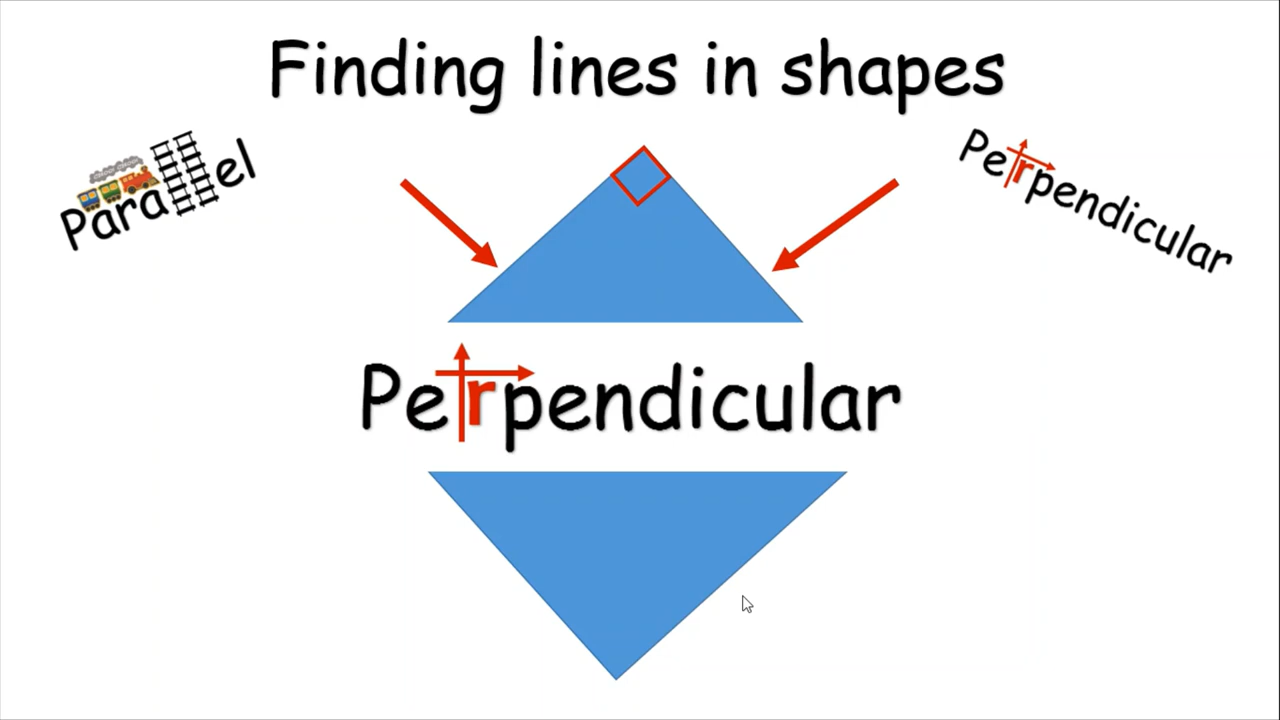 Finding lines in shapes
Parallel
Perpendicular
Perpendicular